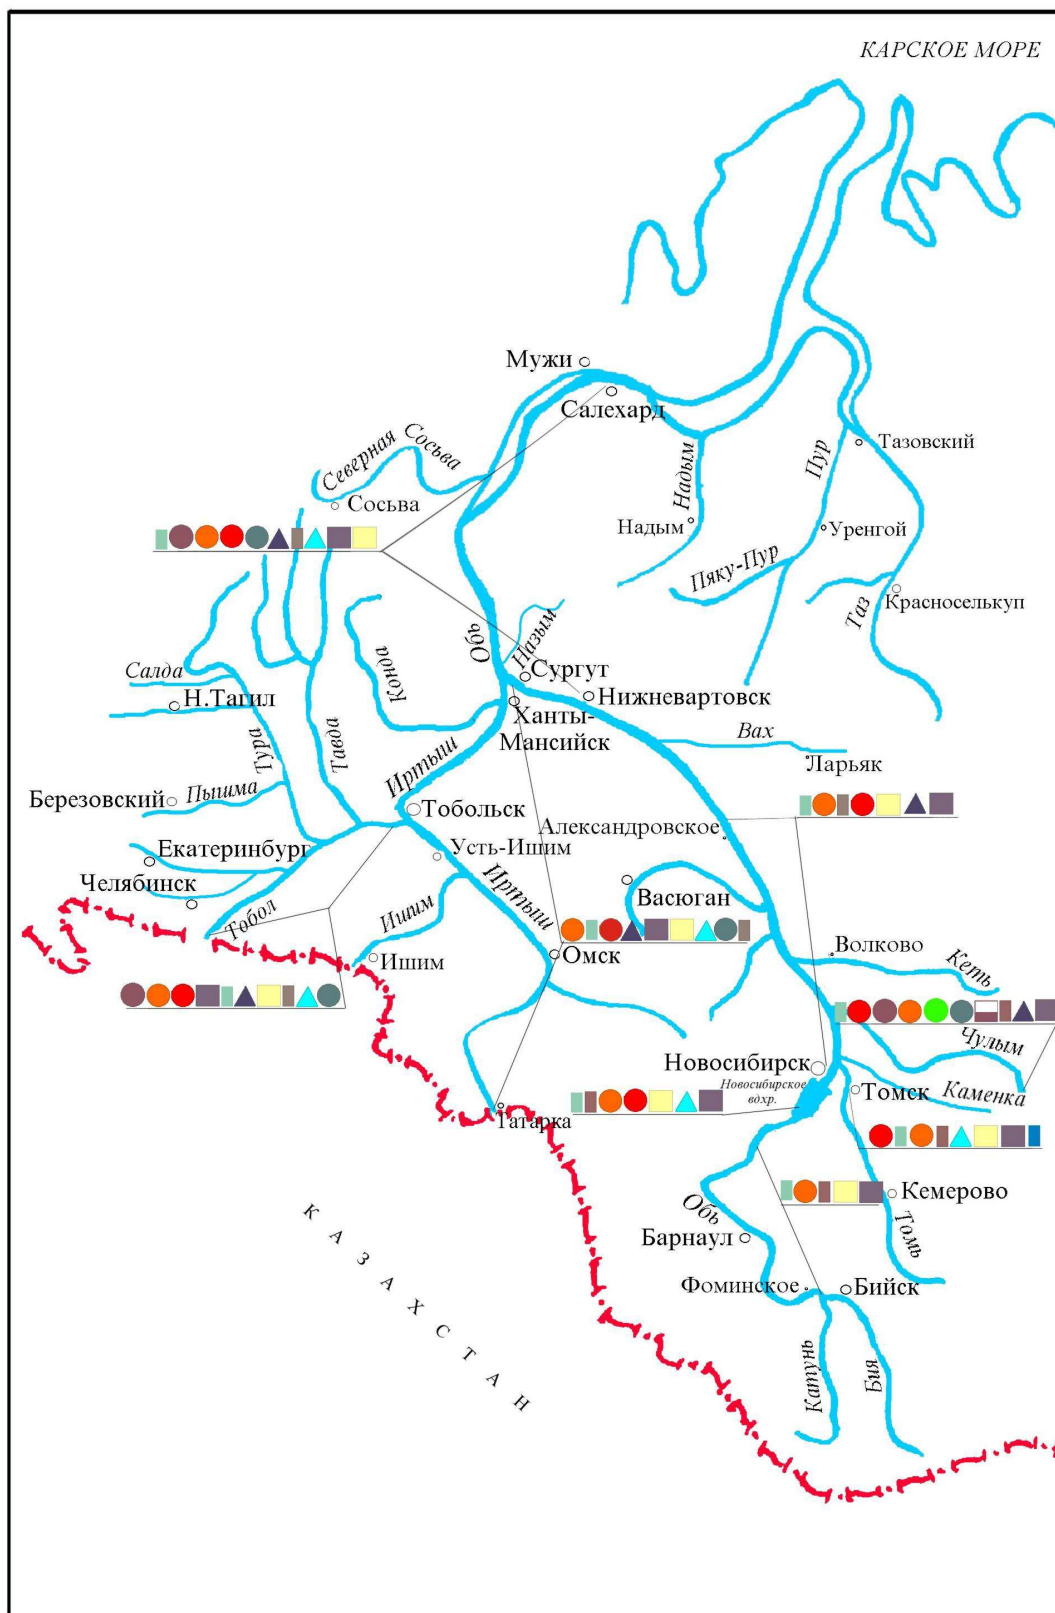 КАРСКОЕ МОРЕ
Мужи
Салехард
Северная Сосьва
Сосьва
Надым
Надым
Пур
Тазовский
Уренгой
Пяку-Пур
Таз
Красноселькуп
Обь
Назым
Сургут
Конда
Салда
Н.Тагил
Нижневартовск
Ханты-
Мансийск
Вах
Ларьяк
Тура
Тавда
Иртыш
Березовский
Пышма
Тобольск
Александровское
Екатеринбург
Усть-Ишим
Челябинск
Васюган
Иртыш
Тобол
Ишим
Ишим
Омск
Волково
Кеть
Чулым
Новосибирск
Новосибирское
вдхр.
Томск
Каменка
Татарка
Кемерово
Обь
Томь
Барнаул
Фоминское
Бийск
Катунь
Бия
КАЗАХСТАН